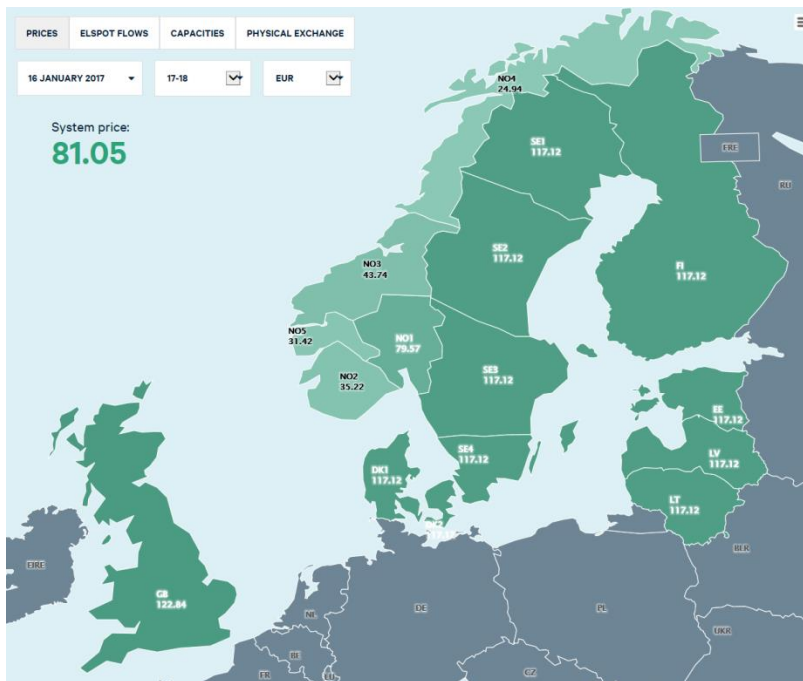 PRICES ELSPOT FLOWS CAPACITIES PHYSICAL EXCHANGE
16 JANUARY 2017 17-18 EUR
System price:
81.05
NO4
24.94
SE1
117.12
FRE
RU
SE2
117.12
NO3
43.74
FI
117.12
NO5
31.42
NO1
79.57
NO2
35.22
SE3
117.12
EE
117.12
SE4
117.12
LV
117.12
DK1
117.12
LT
117.12
BLR
EIRE
GB
122.84
NL
DE
PL
UKR
BE
FR
LU
CZ